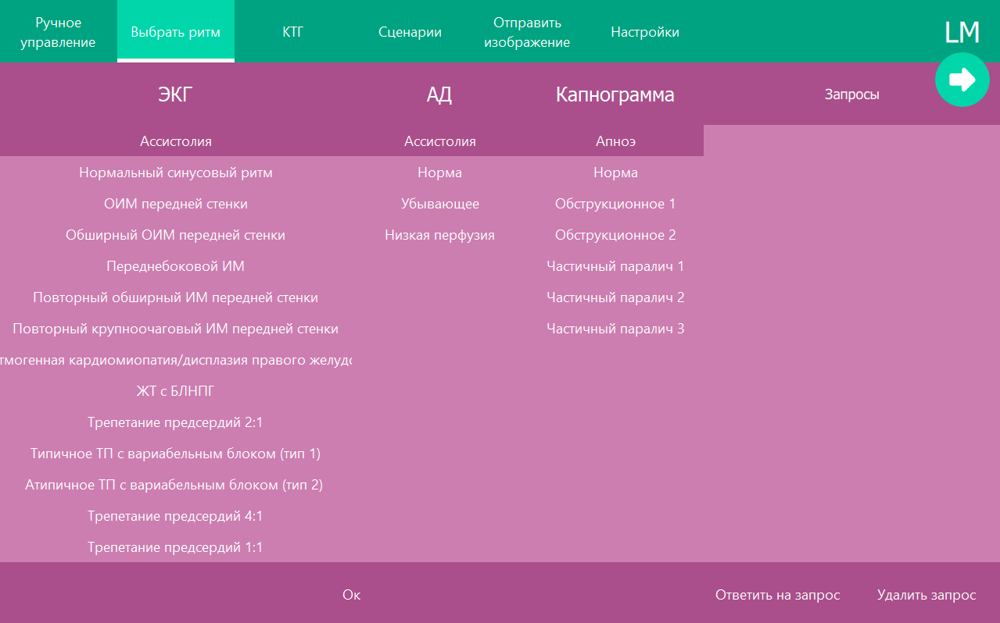 Ручное
управление
Выбрать ритм
КТГ
Сценарии
Отправить
изображение
Настройки
LM
ЭКГ
АД
Капнограмма
Запросы
Ассистолия
Ассистолия
Апноэ
Нормальный синусовый ритм
Норма
Норма
ОИМ передней стенки
Убывающее
Обструкционное 1
Обширный ОИМ передней стенки
Низкая перфузия
Обструкционное 2
Переднебоковой ИМ
Частичный паралич 1
Повторный обширный ИМ передней стенки
Частичный паралич 2
Повторный крупноочаговый ИМ передней стенки
Частичный паралич 3
тмогенная кардиомиопатия/дисплазия правого желудо
ЖТ с БЛНПГ
Трепетание предсердий 2:1
Типичное ТП с вариабельным блоком (тип 1)
Атипичное ТП с вариабельным блоком (тип 2)
Трепетание предсердий 4:1
Трепетание предсердий 1:1
Ок
Ответить на запрос
Удалить запрос